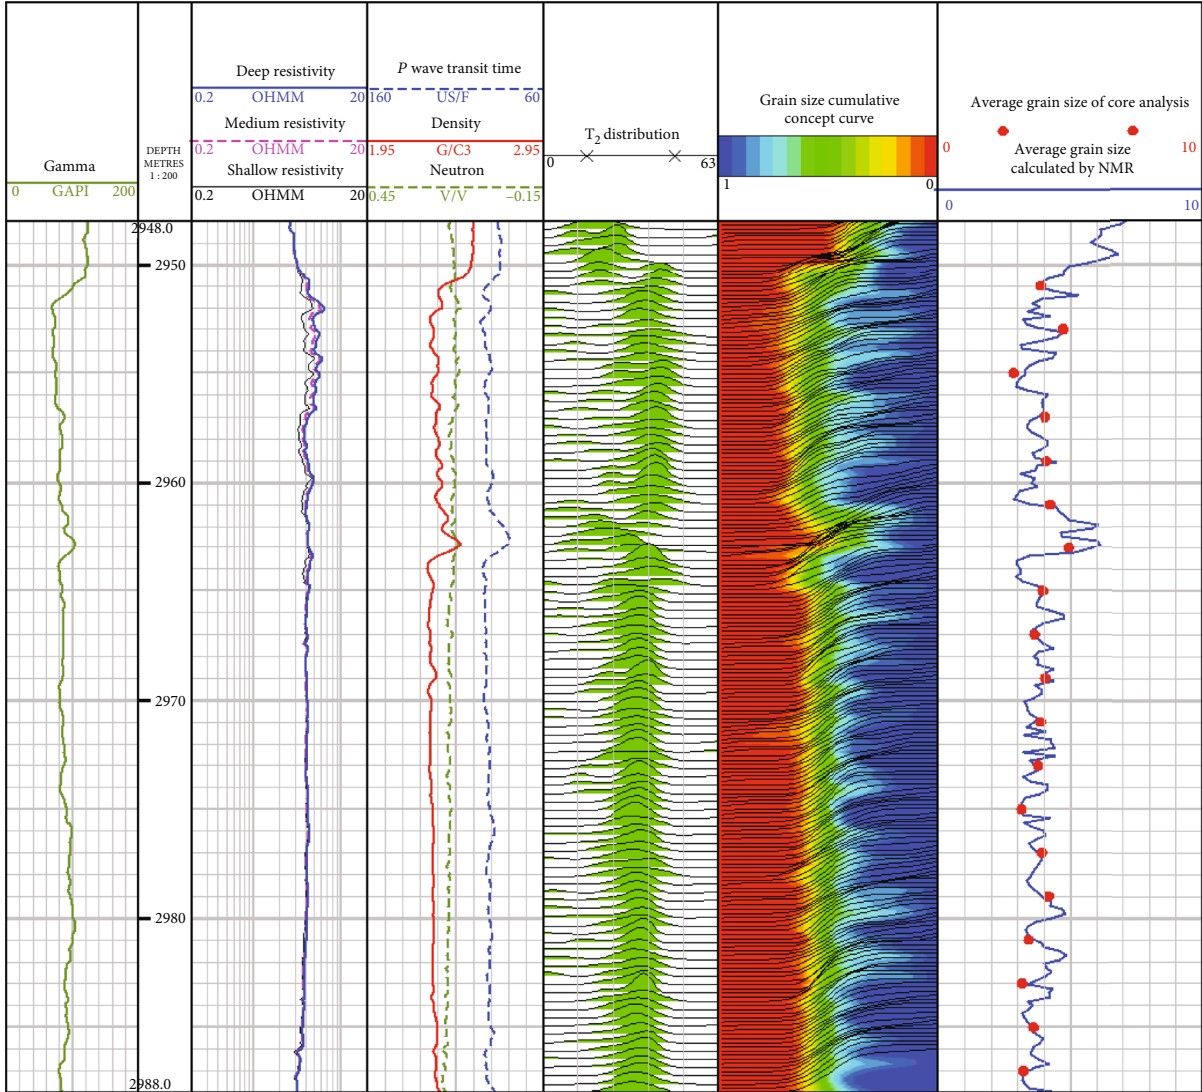 Gamma
0 GAPI 200
DEPTH
METRES
1 : 200
Deep resistivity
0.2 OHMM 20
Medium resistivity
0.2 OHMM 20
Shallow resistivity
0.2 OHMM 20
P wave transit time
160 US/F 60
Density
1.95 G/C3 2.95
Neutron
0.45 V/V −0.15
T2 distribution
0 63
Grain size cumulative
concept curve
1 0
Average grain size of core analysis
0 10
Average grain size
calculated by NMR
0 10
2948.0
2950
2960
2970
2980
2988.0